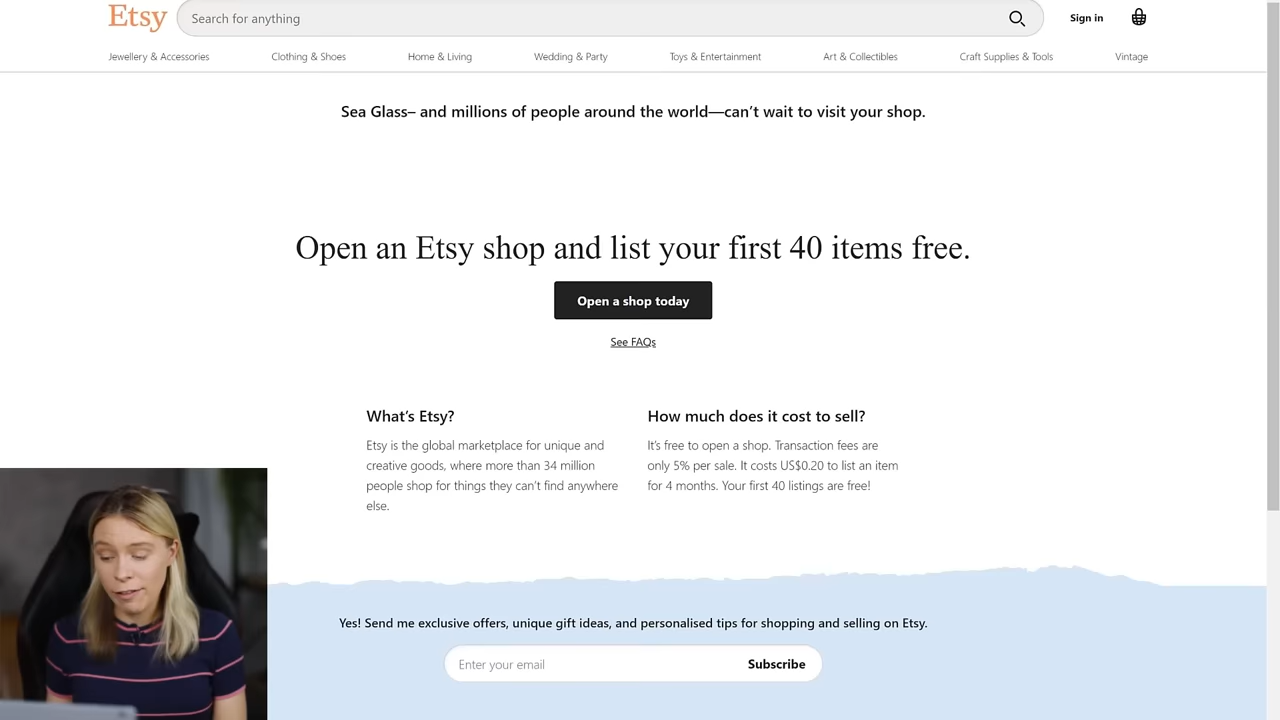 Etsy
Search for anything
Sign in
Jewellery & Accessories
Clothing & Shoes
Home & Living
Wedding & Party
Toys & Entertainment
Art & Collectibles
Craft Supplies & Tools
Vintage
Sea Glass– and millions of people around the world—can’t wait to visit your shop.
Open an Etsy shop and list your first 40 items free.
Open a shop today
See FAQs
What’s Etsy?
Etsy is the global marketplace for unique and
creative goods, where more than 34 million
people shop for things they can’t find anywhere
else.
How much does it cost to sell?
It’s free to open a shop. Transaction fees are
only 5% per sale. It costs US$0.20 to list an item
for 4 months. Your first 40 listings are free!
Yes! Send me exclusive offers, unique gift ideas, and personalised tips for shopping and selling on Etsy.
Enter your email
Subscribe